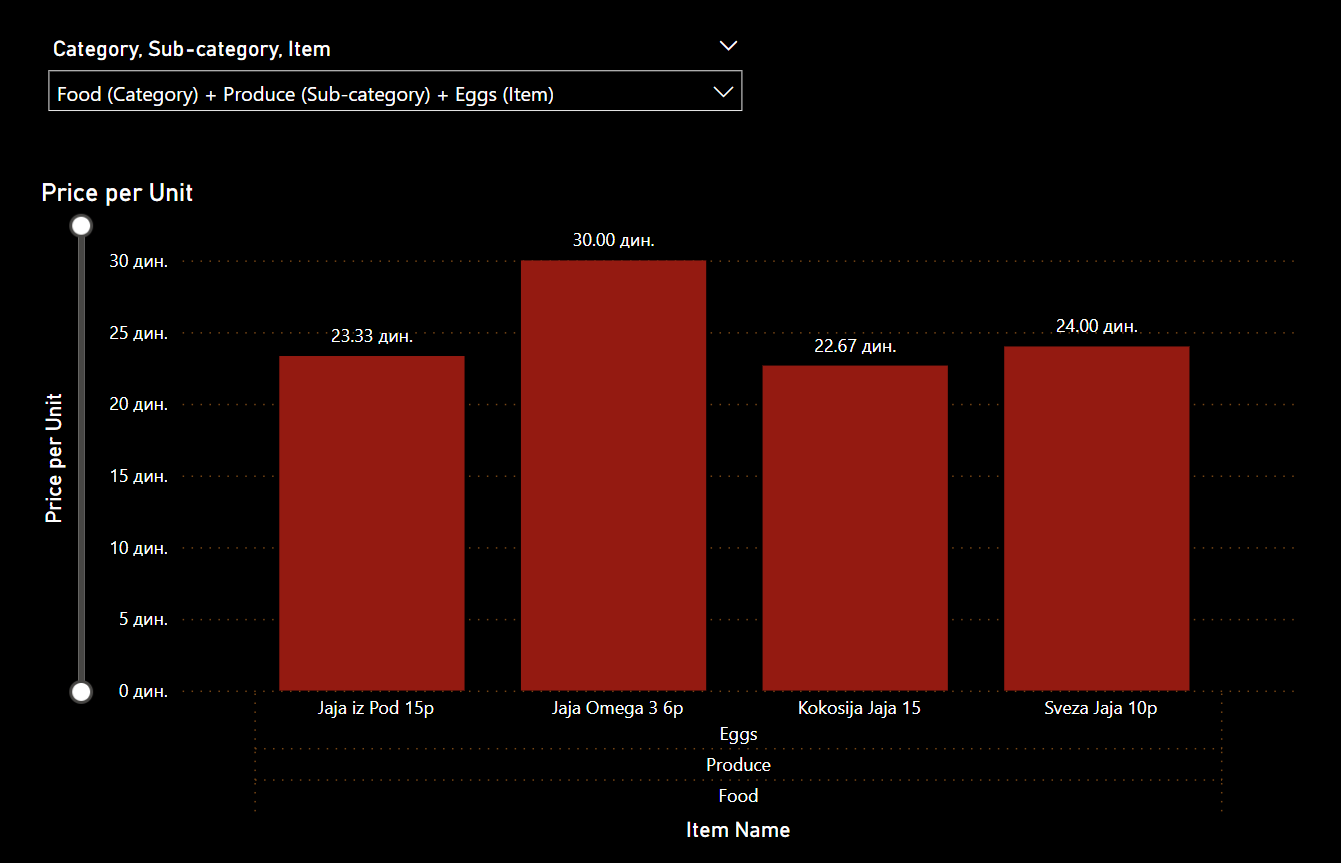 Category, Sub-category, Item
Food (Category) + Produce (Sub-category) + Eggs (Item)
Price per Unit
30.00 дин.
30 дин.
25 дин.
23.33 дин.
24.00 дин.
22.67 дин.
20 дин.
Price per Unit
15 дин.
10 дин.
5 дин.
0 дин.
Jaja iz Pod 15p
Jaja Omega 3 6p
Kokosija Jaja 15
Sveza Jaja 10p
Eggs
Produce
Food
Item Name